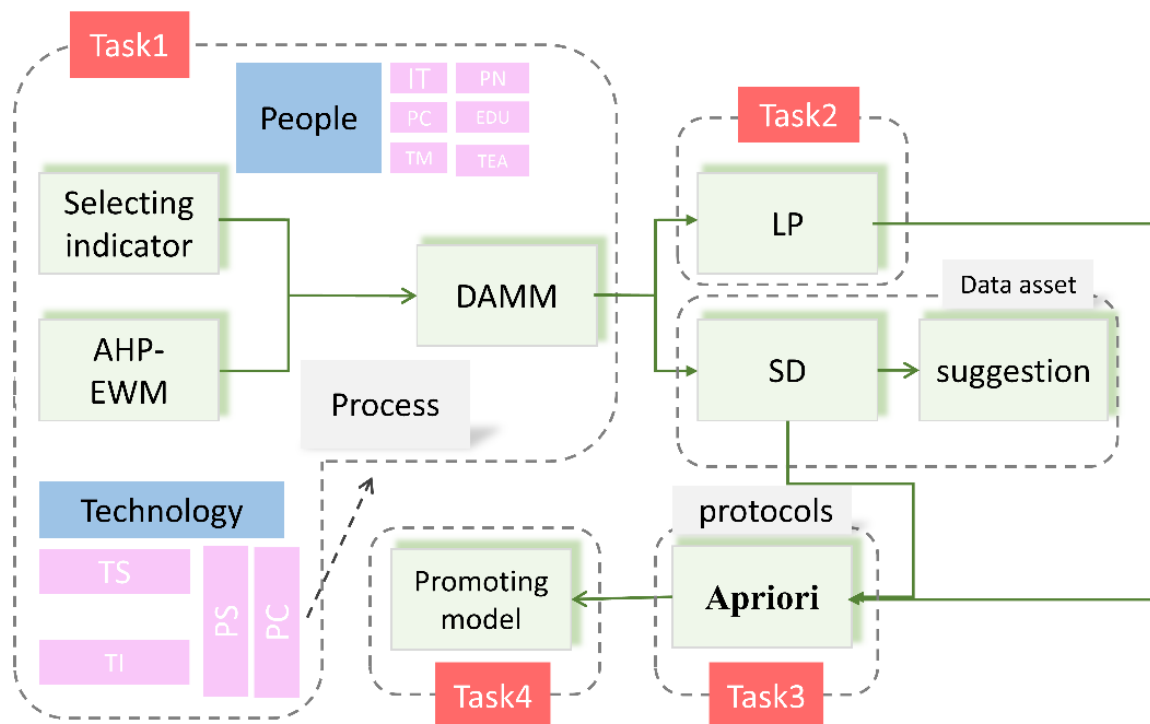 Task1
People
IT
PN
PC
EDU
TM
TEA
Selecting
indicator
AHP-
EWM
DAMM
Process
Technology
TS
TI
PS
PC
Task2
LP
Data asset
SD
suggestion
protocols
Apriori
Task3
Promoting
model
Task4